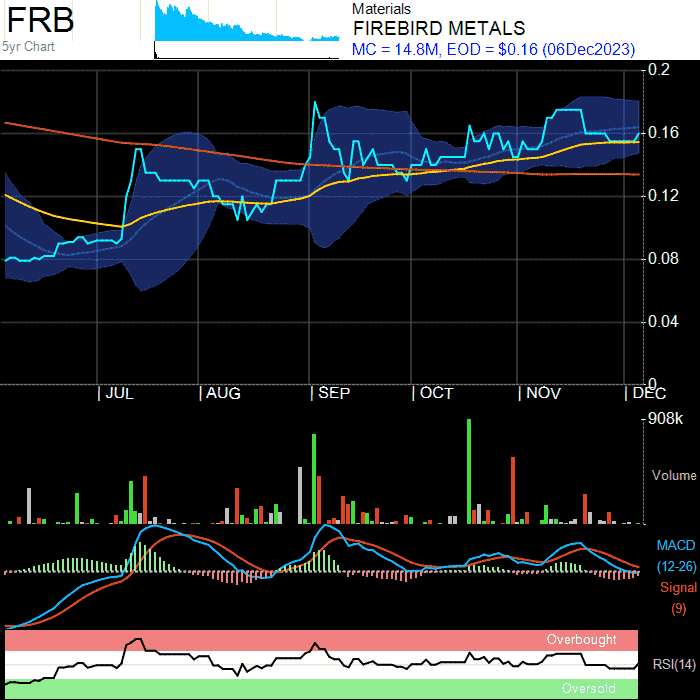 FRB
5yr Chart
Materials
FIREBIRD METALS
MC = 14.8M, EOD = $0.16 (06Dec2023)
0.2
0.16
0.12
0.08
0.04
0
| JUL | AUG | SEP | OCT | NOV | DEC
908k
Volume
MACD
(12-26)
Signal
(9)
Overbought
RSI(14)
Oversold